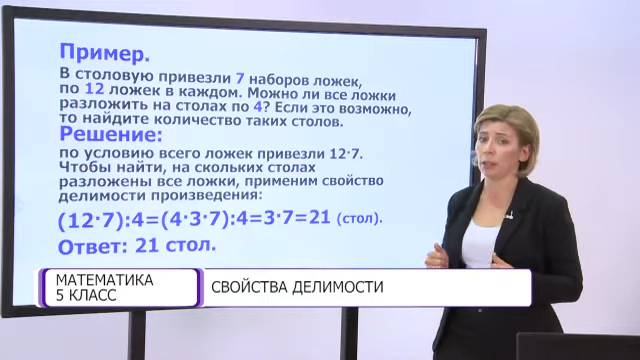 Пример.
В столовую привезли 7 наборов ложек,
по 12 ложек в каждом. Можно ли все ложки
разложить на столах по 4? Если это возможно,
то найдите количество таких столов.
Решение:
по условию всего ложек привезли 12·7.
Чтобы найти, на скольких столах
разложены все ложки, применим свойство
делимости произведения:
(12·7):4=(4·3·7):4=3·7=21 (стол).
Ответ: 21 стол.
МАТЕМАТИКА
5 КЛАСС
СВОЙСТВА ДЕЛИМОСТИ